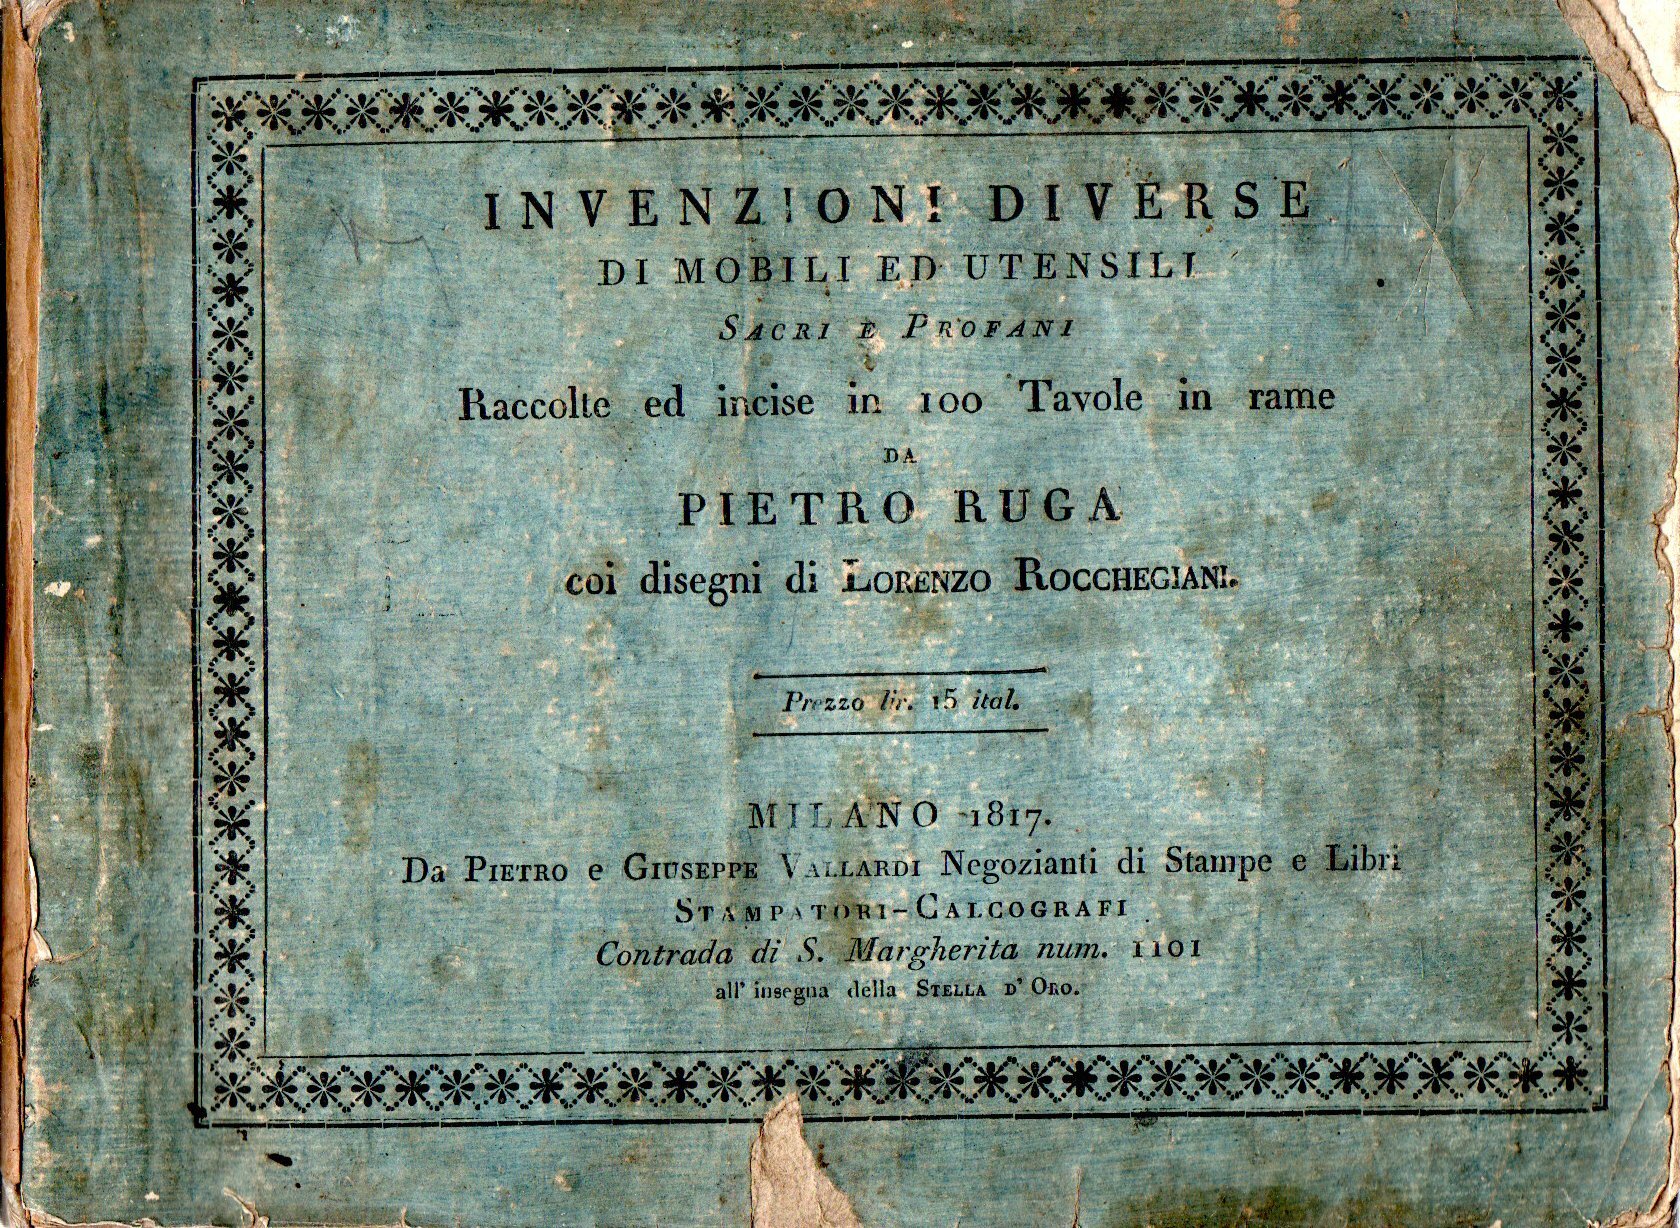 INVENZIONI DIVERSE
DI MOBILI ED UTENSILI
SACRI E PROFANI
Raccolte ed incise in 100 Tavole in rame
DA
PIETRO RUGA
coi disegni di LORENZO ROCCHEGIANI.
Prezzo lir. 15 ital.
MILANO 1817.
Da PIETRO e GIUSEPPE VALLARDI Negozianti di Stampe e Libri
STAMPATORI-CALCOGRAFI
Contrada di S. Margherita num. 1101
all' insegna della STELLA D' ORO.